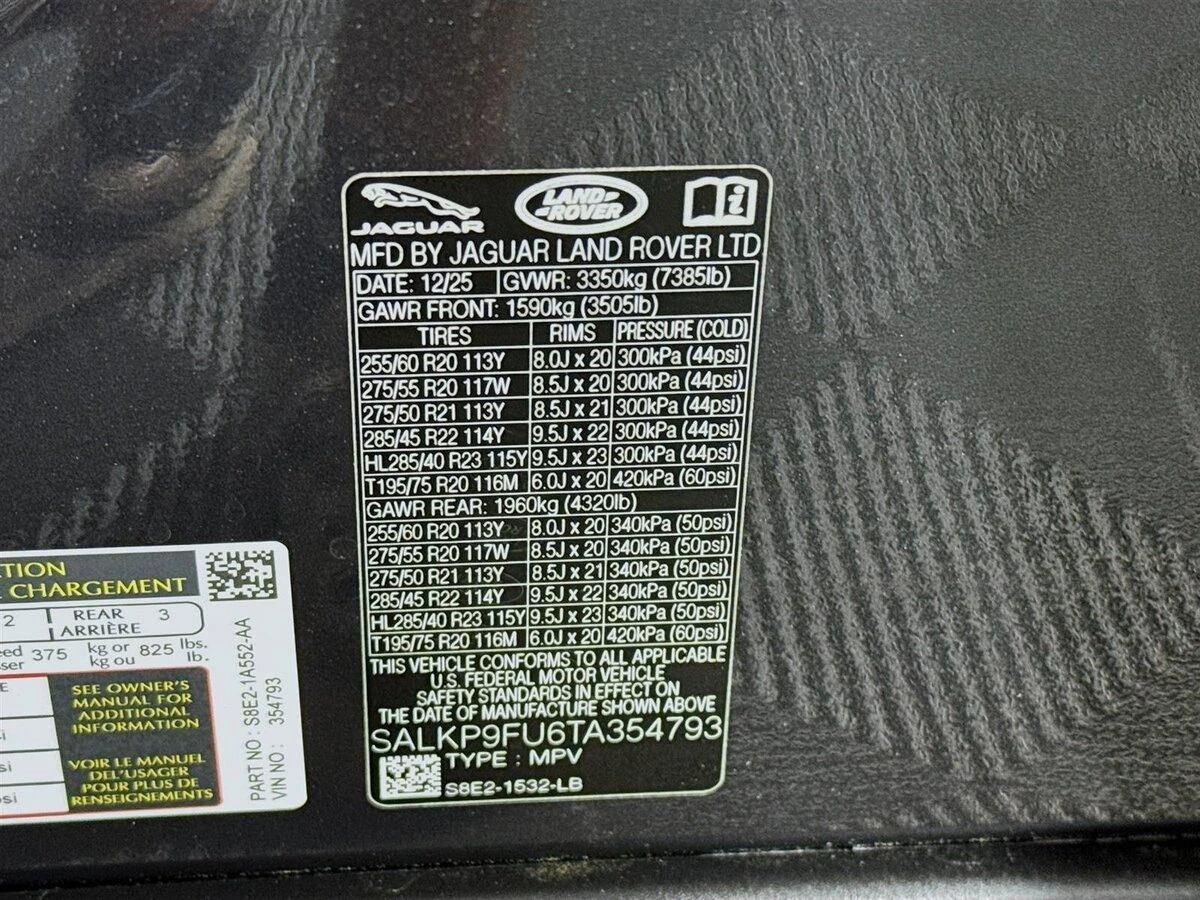 JAGUAR
LAND ROVER
i
MFD BY JAGUAR LAND ROVER LTD
DATE: 12/25 GVWR: 3350kg (7385lb)
GAWR FRONT: 1590kg (3505lb)
TIRES RIMS PRESSURE (COLD)
255/60 R20 113Y 8.0J x 20 300kPa (44psi)
275/55 R20 117W 8.5J x 20 300kPa (44psi)
275/50 R21 113Y 8.5J x 21 300kPa (44psi)
285/45 R22 114Y 9.5J x 22 300kPa (44psi)
HL285/40 R23 115Y 9.5J x 23 300kPa (44psi)
T195/75 R20 116M 6.0J x 20 420kPa (60psi)
GAWR REAR: 1960kg (4320lb)
255/60 R20 113Y 8.0J x 20 340kPa (50psi)
275/55 R20 117W 8.5J x 20 340kPa (50psi)
275/50 R21 113Y 8.5J x 21 340kPa (50psi)
285/45 R22 114Y 9.5J x 22 340kPa (50psi)
HL285/40 R23 115Y 9.5J x 23 340kPa (50psi)
T195/75 R20 116M 6.0J x 20 420kPa (60psi)
THIS VEHICLE CONFORMS TO ALL APPLICABLE
U.S. FEDERAL MOTOR VEHICLE
SAFETY STANDARDS IN EFFECT ON
THE DATE OF MANUFACTURE SHOWN ABOVE
SALKP9FU6TA354793
TYPE : MPV
S8E2-1532-LB
TION
CHARGEMENT
2 REAR 3
ARRIÈRE
eed 375 kg or 825 lbs.
sser kg ou lb.
E
si
si
si
SEE OWNER'S
MANUAL FOR
ADDITIONAL
INFORMATION
VOIR LE MANUEL
DEL'USAGER
POUR PLUS DE
RENSEIGNEMENTS
PART NO : S8E2-1A552-AA
VIN NO : 354793